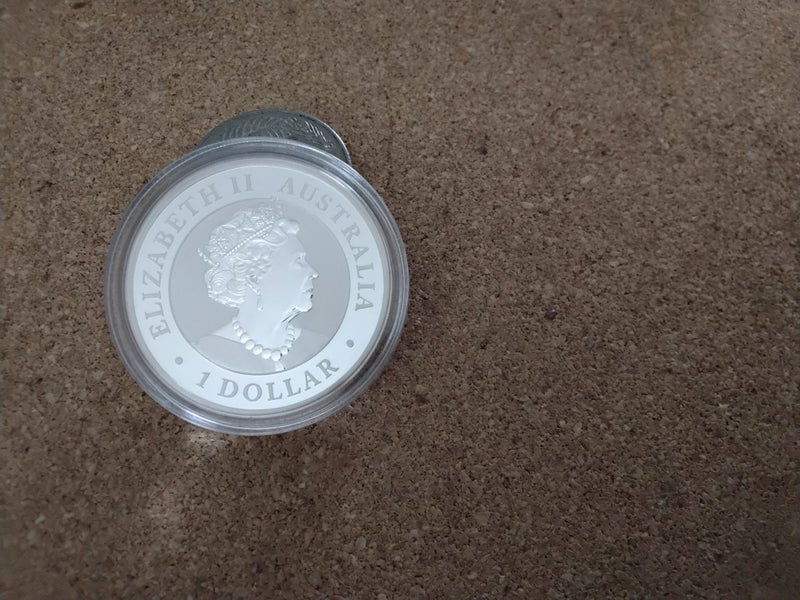 ELIZABETH II AUSTRALIA
• 1 DOLLAR •